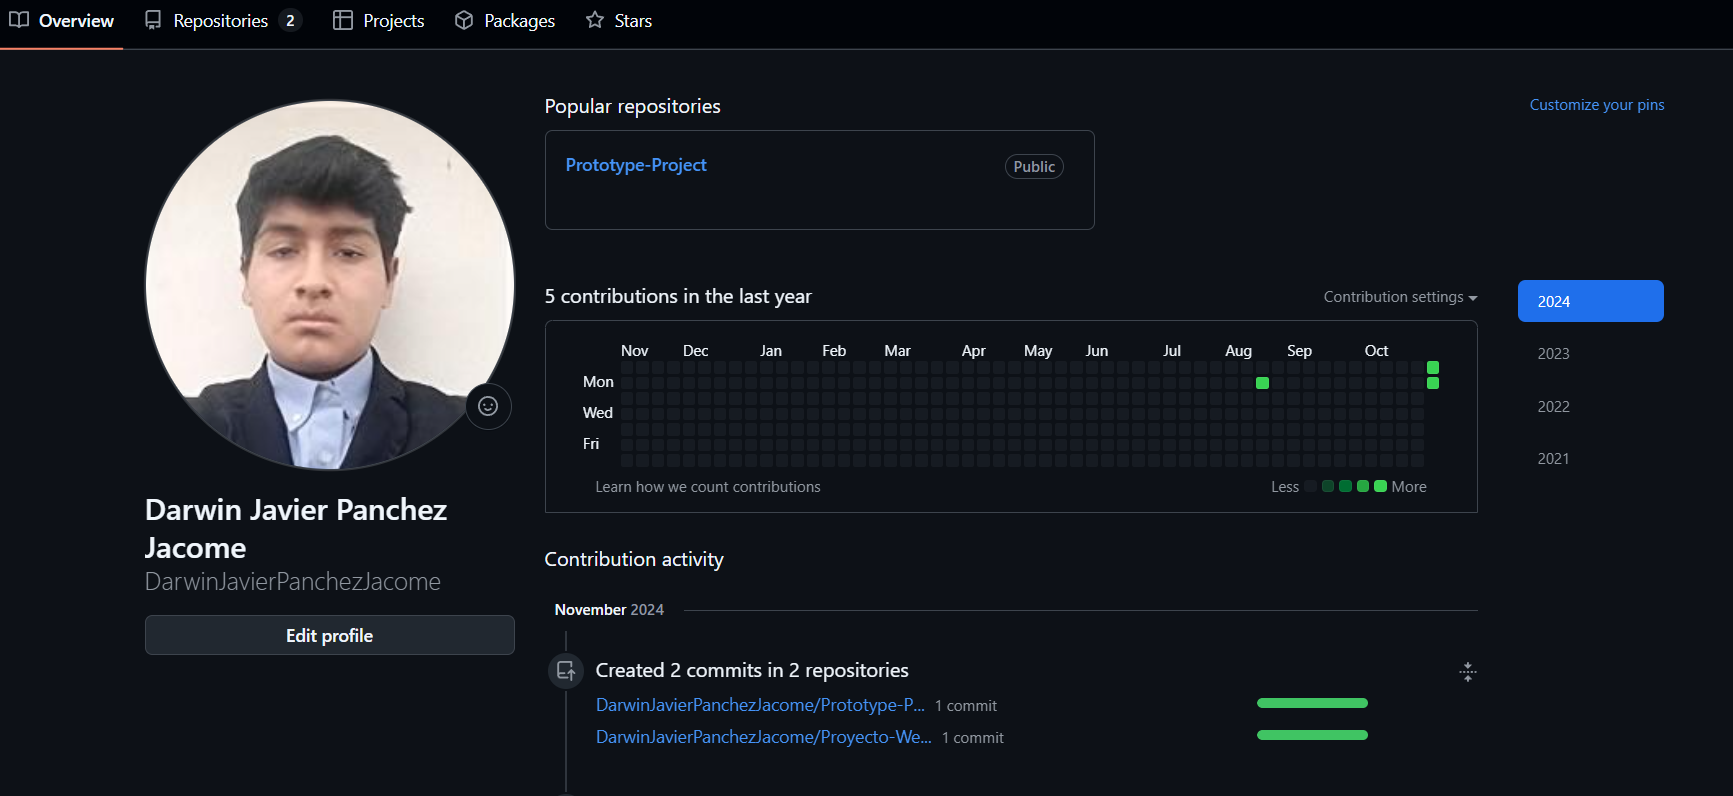 Overview Repositories 2 Projects Packages Stars
Darwin Javier Panchez
Jacome
DarwinJavierPanchezJacome
Edit profile
Popular repositories
Customize your pins
Prototype-Project Public
5 contributions in the last year
Contribution settings
2024
2023
2022
2021
Nov Dec Jan Feb Mar Apr May Jun Jul Aug Sep Oct
Mon
Wed
Fri
Learn how we count contributions
Less More
Contribution activity
November 2024
Created 2 commits in 2 repositories
DarwinJavierPanchezJacome/Prototype-P... 1 commit
DarwinJavierPanchezJacome/Proyecto-We... 1 commit